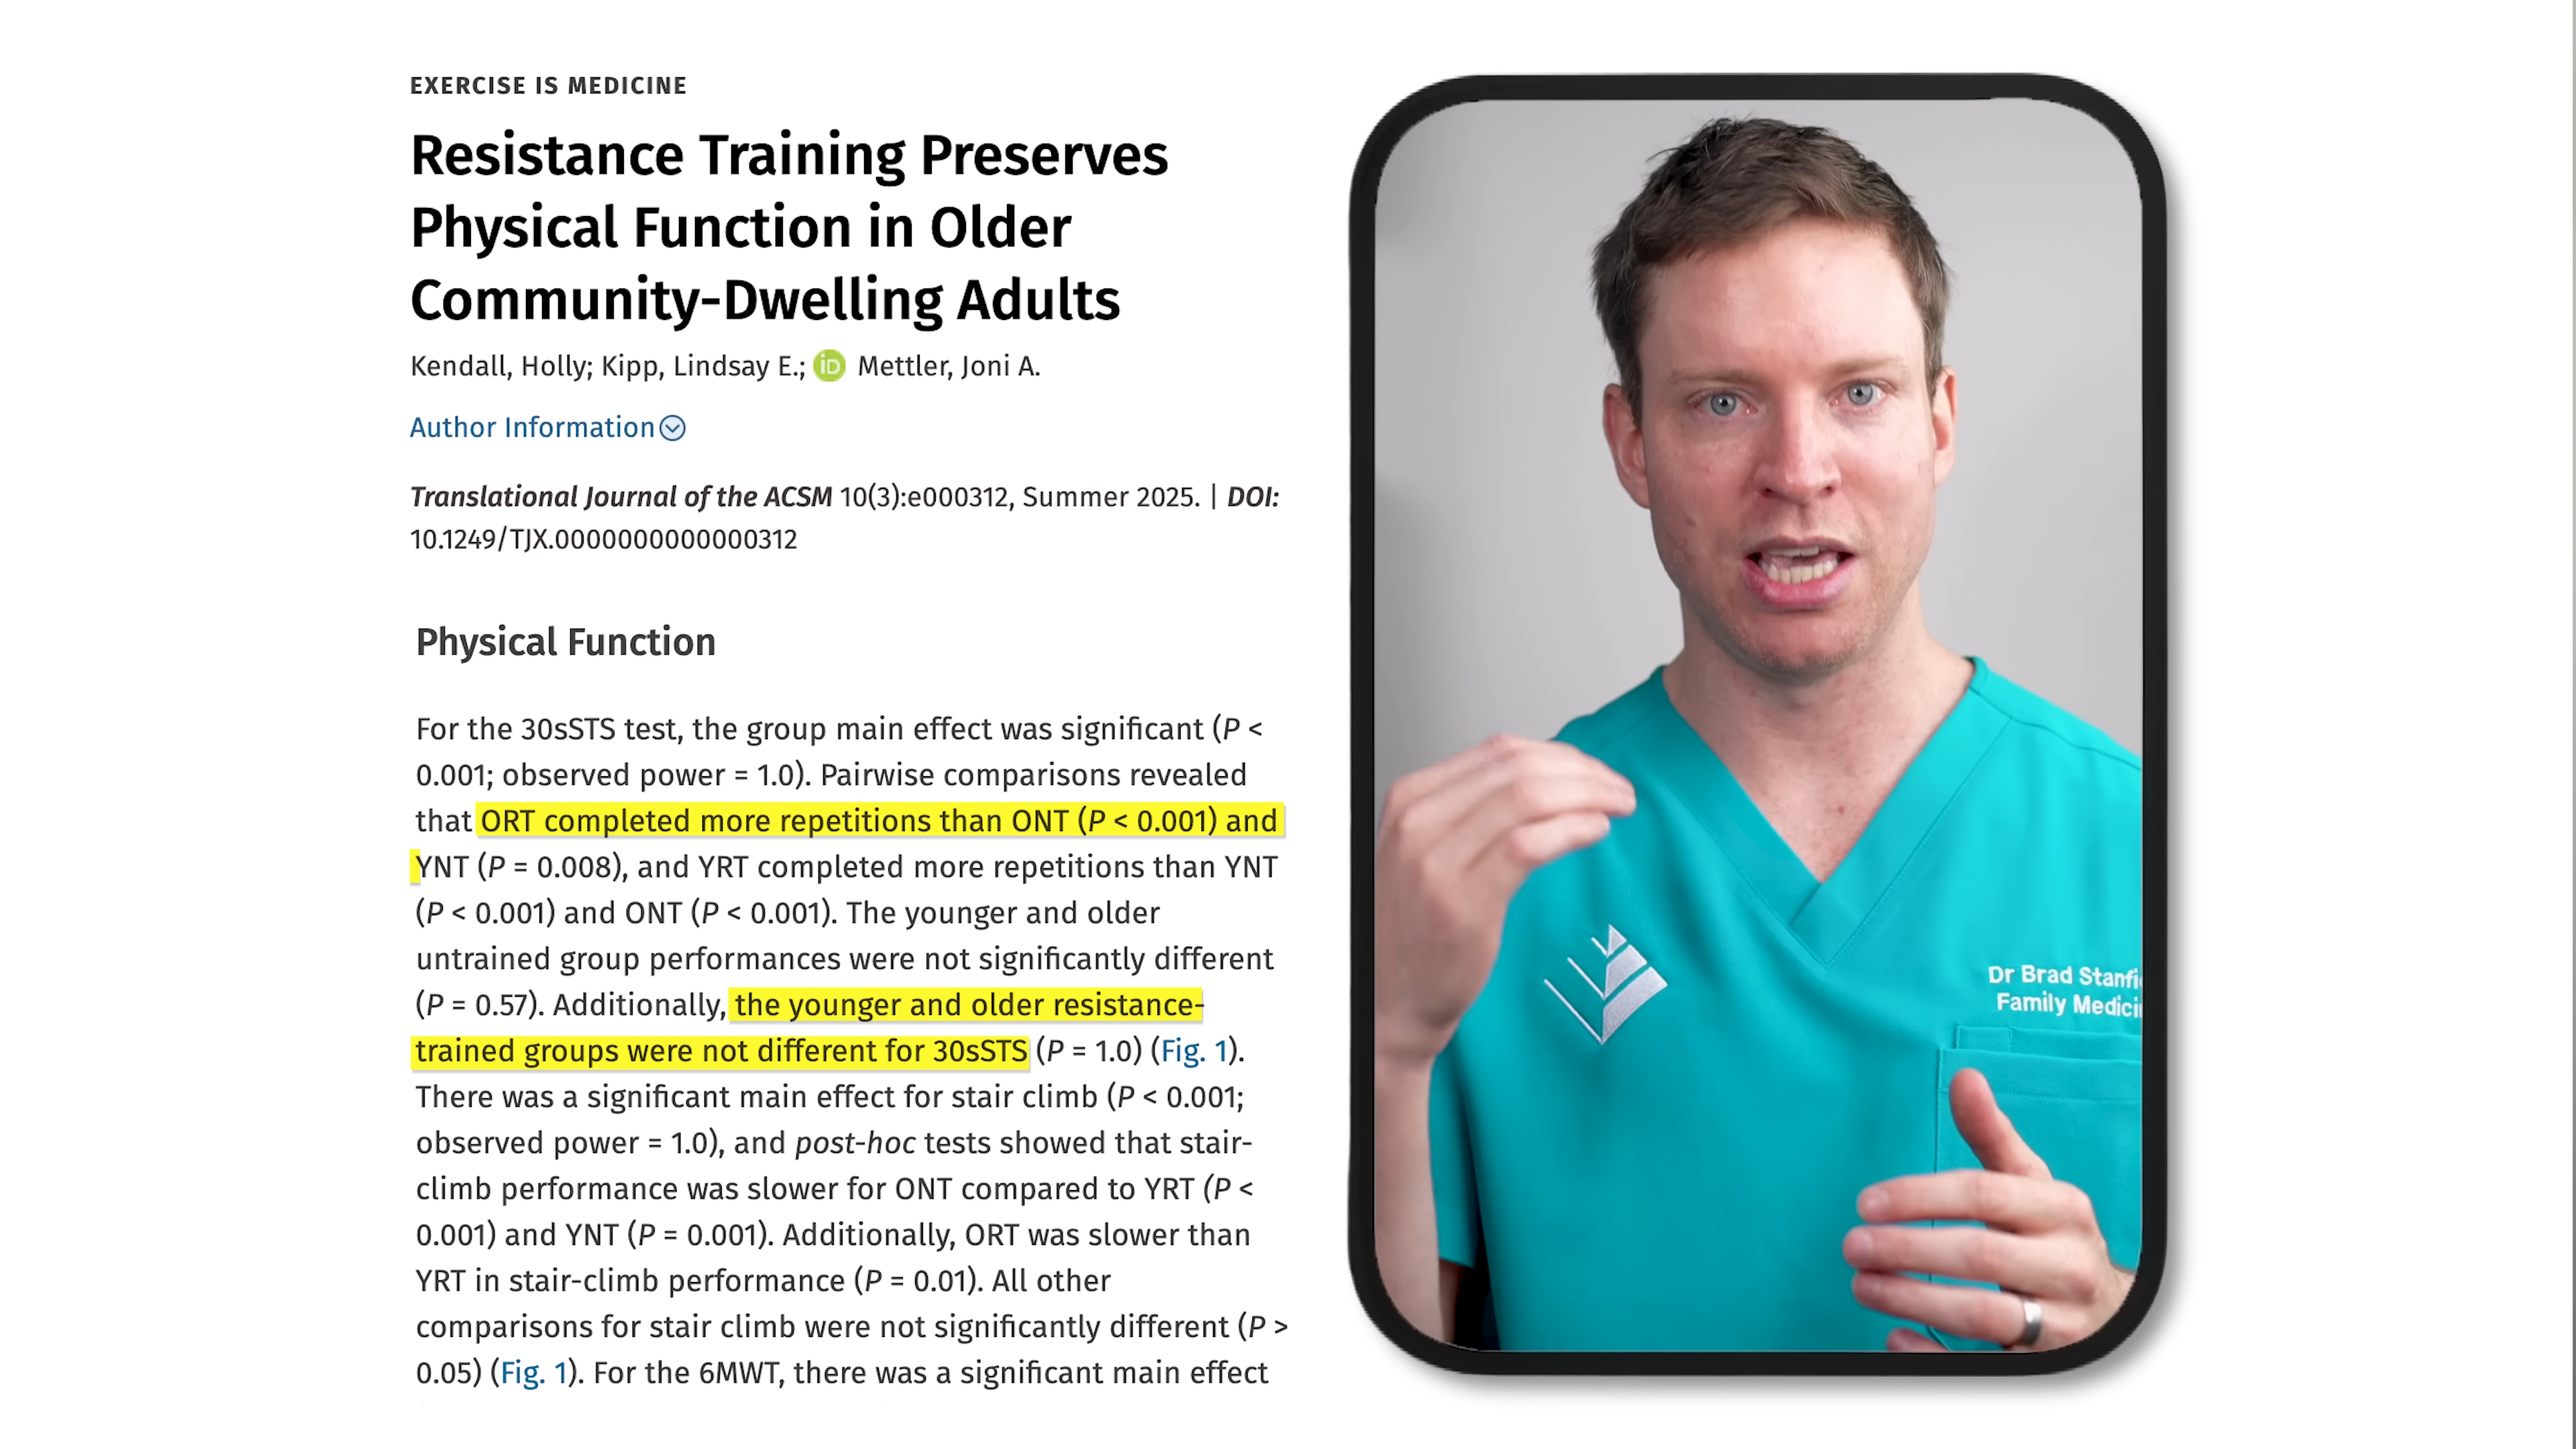 EXERCISE IS MEDICINE
Resistance Training Preserves
Physical Function in Older
Community-Dwelling Adults
Kendall, Holly; Kipp, Lindsay E.; iD Mettler, Joni A.
Author Information
Translational Journal of the ACSM 10(3):e000312, Summer 2025. | DOI:
10.1249/TJX.0000000000000312
Physical Function
For the 30sSTS test, the group main effect was significant (P <
0.001; observed power = 1.0). Pairwise comparisons revealed
that ORT completed more repetitions than ONT (P < 0.001) and
YNT (P = 0.008), and YRT completed more repetitions than YNT
(P < 0.001) and ONT (P < 0.001). The younger and older
untrained group performances were not significantly different
(P = 0.57). Additionally, the younger and older resistance-
trained groups were not different for 30sSTS (P = 1.0) (Fig. 1).
There was a significant main effect for stair climb (P < 0.001;
observed power = 1.0), and post-hoc tests showed that stair-
climb performance was slower for ONT compared to YRT (P <
0.001) and YNT (P = 0.001). Additionally, ORT was slower than
YRT in stair-climb performance (P = 0.01). All other
comparisons for stair climb were not significantly different (P >
0.05) (Fig. 1). For the 6MWT, there was a significant main effect
Dr Brad Stanfi
Family Medici